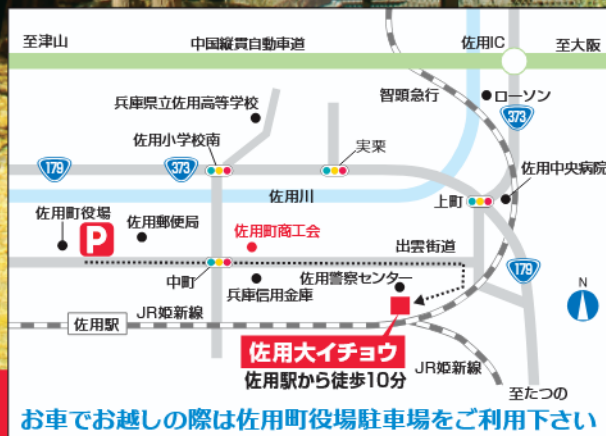 至津山
中国縦貫自動車道
佐用IC
至大阪
智頭急行
ローソン
兵庫県立佐用高等学校
373
佐用小学校南
実栗
179
373
佐用中央病院
佐用川
上町
佐用町役場
佐用郵便局
P
佐用町商工会
出雲街道
中町
179
佐用警察センター
兵庫信用金庫
N
JR姫新線
佐用駅
佐用大イチョウ
佐用駅から徒歩10分
JR姫新線
至たつの
お車でお越しの際は佐用町役場駐車場をご利用下さい